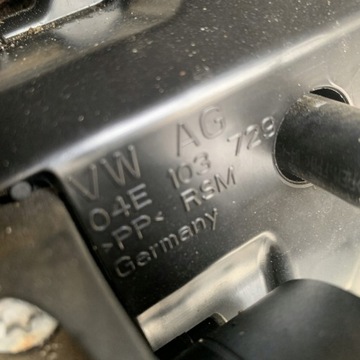 VW AG
04E 103 729
>PP< RSM
Germany